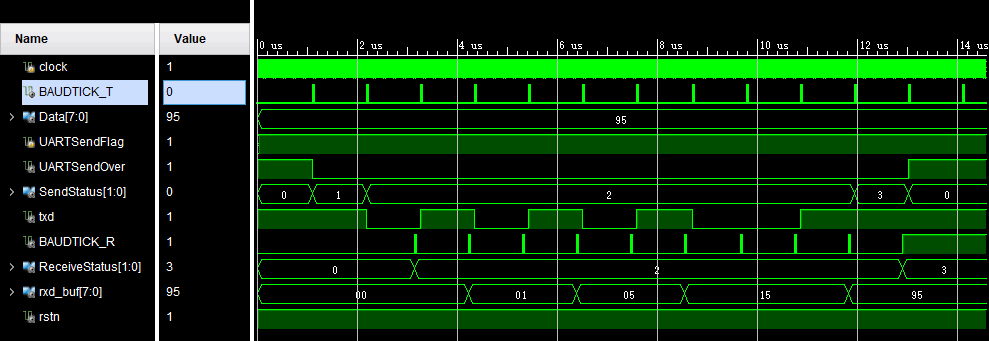 Name Value
0 us 2 us 4 us 6 us 8 us 10 us 12 us 14 us
clock 1
BAUDTICK_T 0
Data[7:0] 95 95
UARTSendFlag 1
UARTSendOver 1
SendStatus[1:0] 0 0 1 2 3 0
txd 1
BAUDTICK_R 1
ReceiveStatus[1:0] 3 0 2 3
rxd_buf[7:0] 95 00 01 05 15 95
rstn 1